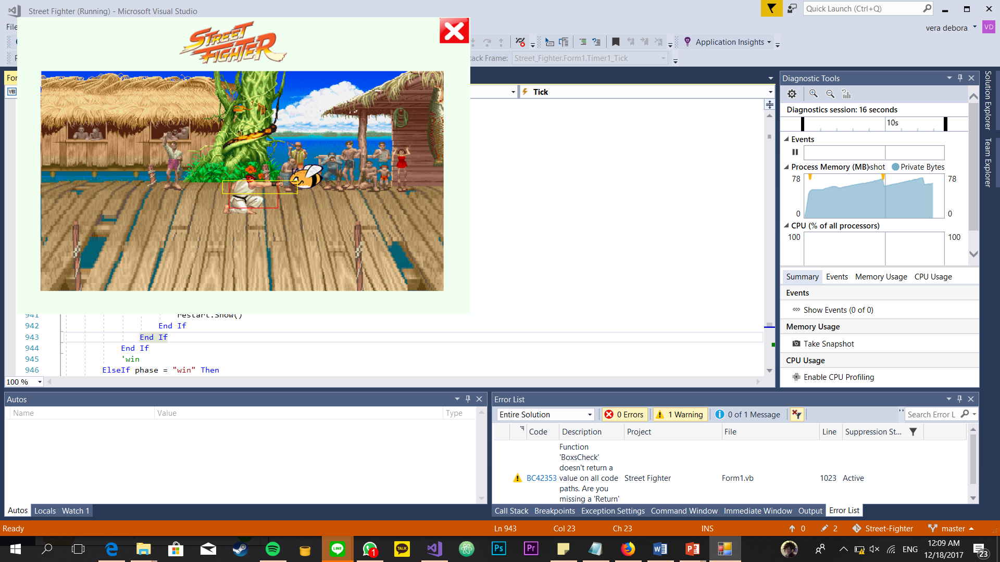 Street Fighter (Running) - Microsoft Visual Studio
Quick Launch (Ctrl+Q)
File
vera debora
VD
STREET FIGHTER
Application Insights
Stack Frame:
Street_Fighter.Form1.Timer1_Tick
For
VB
Tick
Diagnostic Tools
Diagnostics session: 16 seconds
10s
Events
Process Memory (MB)
shot
Private Bytes
78
78
0
0
CPU (% of all processors)
100
100
Summary
Events
Memory Usage
CPU Usage
Events
Show Events (0 of 0)
Memory Usage
Take Snapshot
CPU Usage
Enable CPU Profiling
Solution Explorer
Team Explorer
941 restart.Show()
942 End If
943 End If
944 End If
945 'win
946 ElseIf phase = "win" Then
100 %
Autos
Name
Value
Type
Autos
Locals
Watch 1
Error List
Entire Solution
0 Errors
1 Warning
0 of 1 Message
Search Error L
Code
Description
Project
File
Line
Suppression St...
BC42353
Function
'BoxsCheck'
doesn't return a
value on all code
paths. Are you
missing a 'Return'
Street Fighter
Form1.vb
1023
Active
Call Stack
Breakpoints
Exception Settings
Command Window
Immediate Window
Output
Error List
Ready
Ln 943
Col 23
Ch 23
INS
0
2
Street-Fighter
master
LINE
1
TALK
Ps
Pr
ENG
12:09 AM
12/18/2017
23